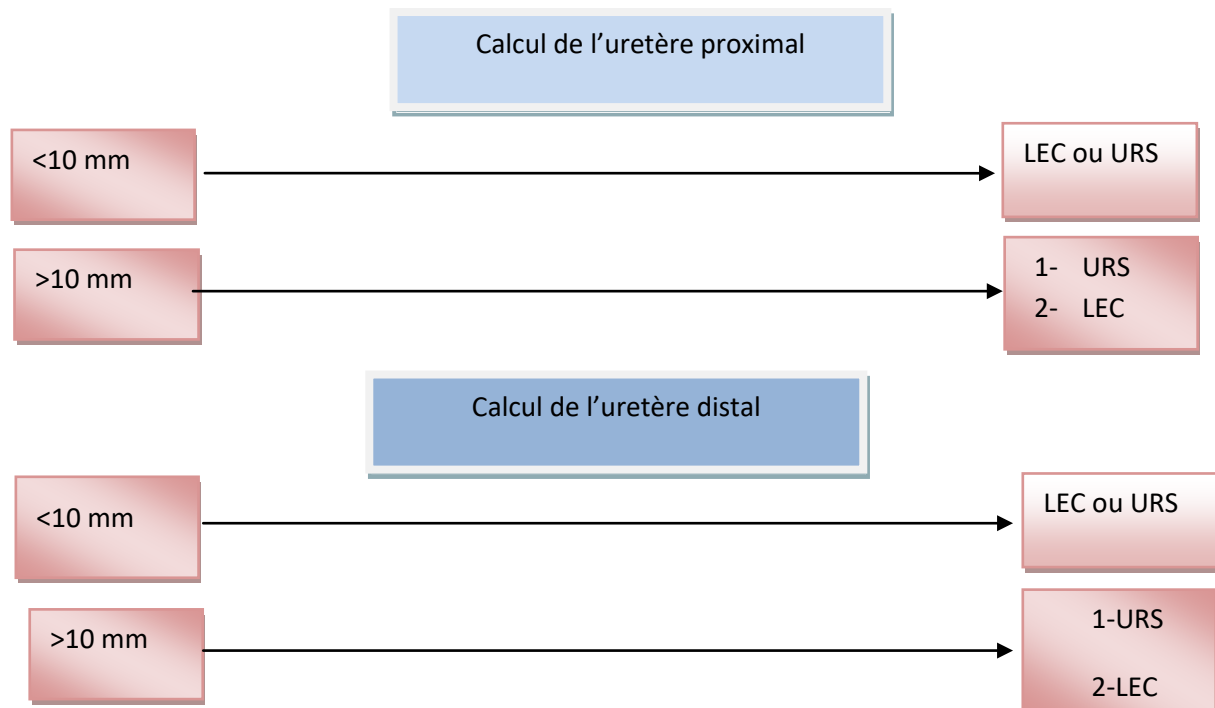 Calcul de l’uretère proximal
<10 mm
LEC ou URS
>10 mm
1- URS
2- LEC
Calcul de l’uretère distal
<10 mm
LEC ou URS
>10 mm
1-URS
2-LEC